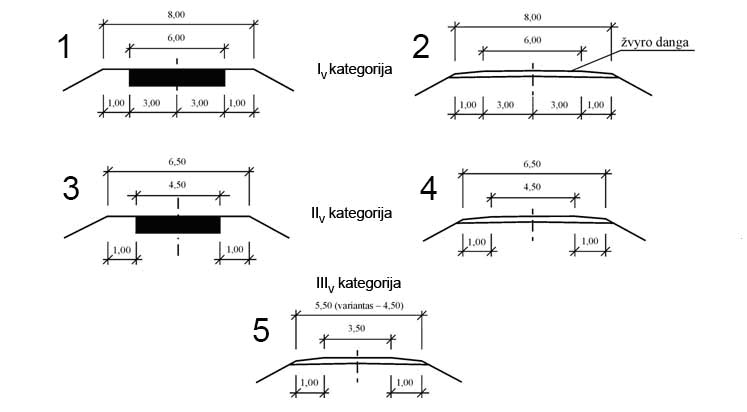 1
8,00
6,00
1,00 3,00 3,00 1,00
Iv kategorija
2
8,00
6,00
žvyro danga
1,00 3,00 3,00 1,00
3
6,50
4,50
1,00 1,00
IIv kategorija
4
6,50
4,50
1,00 1,00
IIIv kategorija
5
5,50 (variantas – 4,50)
3,50
1,00 1,00